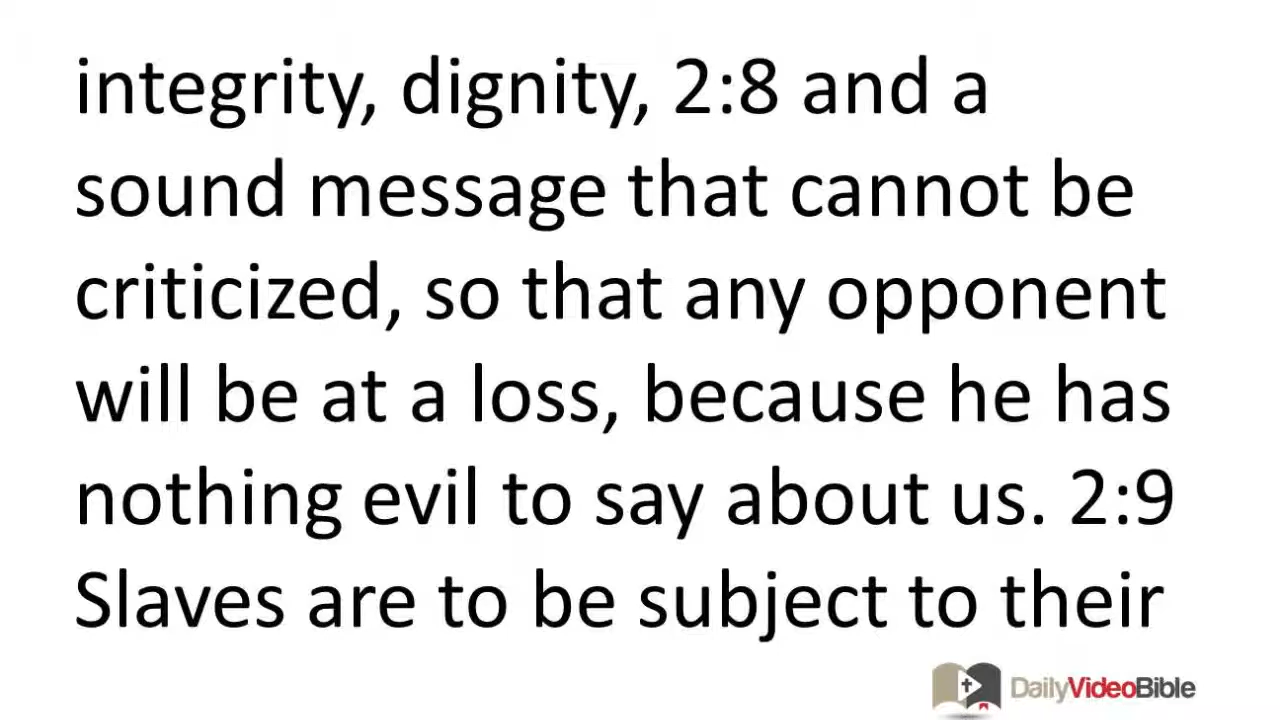 integrity, dignity, 2:8 and a
sound message that cannot be
criticized, so that any opponent
will be at a loss, because he has
nothing evil to say about us. 2:9
Slaves are to be subject to their
DailyVideoBible